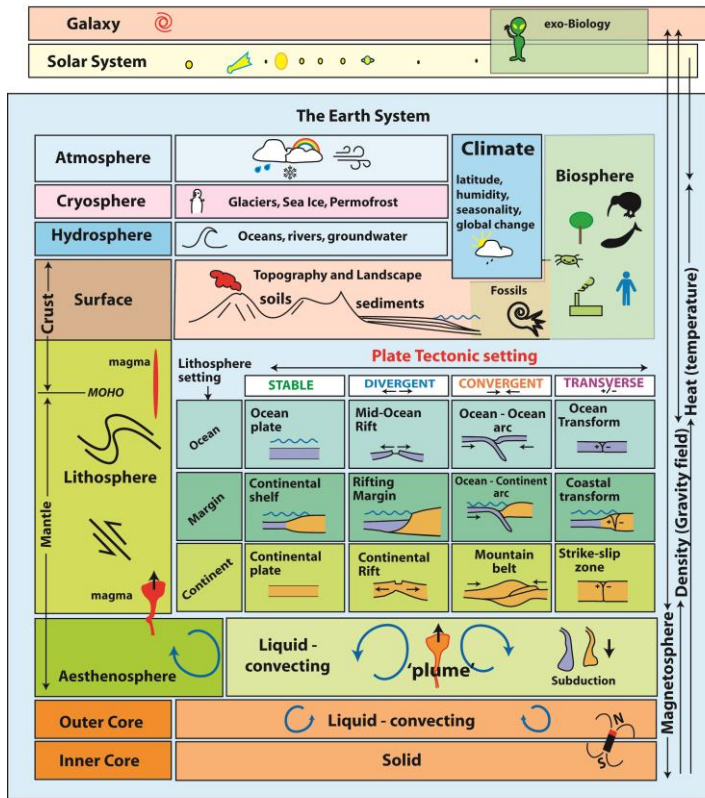 Galaxy
exo-Biology
Solar System
The Earth System
Atmosphere
Climate
latitude,
humidity,
seasonality,
global change
Biosphere
Cryosphere
Glaciers, Sea Ice, Permofrost
Hydrosphere
Oceans, rivers, groundwater
Crust
Surface
Topography and Landscape
soils
sediments
Fossils
magma
MOHO
Lithosphere
setting
Plate Tectonic setting
STABLE
DIVERGENT
CONVERGENT
TRANSVERSE
+/-
Mantle
Lithosphere
Ocean
Ocean
plate
Mid-Ocean
Rift
Ocean - Ocean
arc
Ocean
Transform
+ -
Margin
Continental
shelf
Rifting
Margin
Ocean - Continent
arc
Coastal
transform
+ -
magma
Continent
Continental
plate
Continental
Rift
Mountain
belt
Strike-slip
zone
+ -
Aesthenosphere
Liquid -
convecting
'plume'
Subduction
Outer Core
Liquid - convecting
N
S
Inner Core
Solid
Magnetosphere
Density (Gravity field)
Heat (temperature)